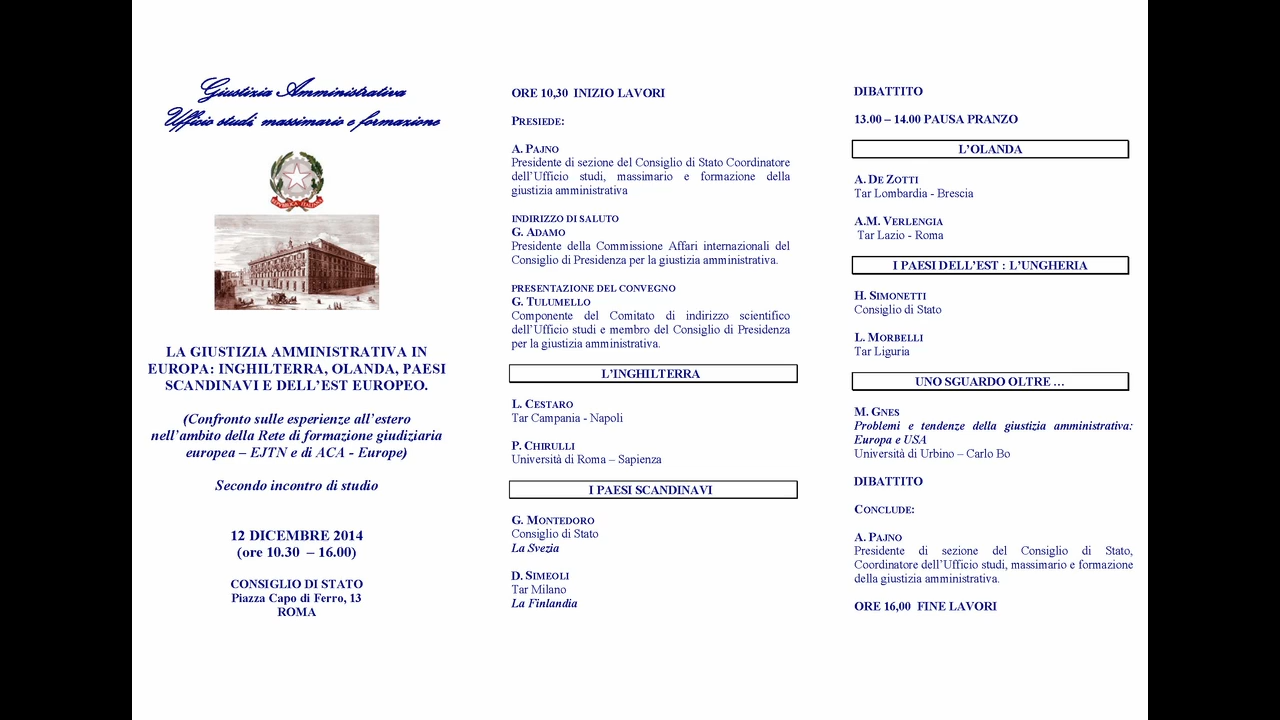 Giustizia Amministrativa
Ufficio studi, massimario e formazione
REPUBBLICA ITALIANA
LA GIUSTIZIA AMMINISTRATIVA IN
EUROPA: INGHILTERRA, OLANDA, PAESI
SCANDINAVI E DELL'EST EUROPEO.
(Confronto sulle esperienze all'estero
nell'ambito della Rete di formazione giudiziaria
europea – EJTN e di ACA - Europe)
Secondo incontro di studio
12 DICEMBRE 2014
(ore 10.30 – 16.00)
CONSIGLIO DI STATO
Piazza Capo di Ferro, 13
ROMA
ORE 10,30 INIZIO LAVORI
PRESIEDE:
A. PAJNO
Presidente di sezione del Consiglio di Stato Coordinatore
dell'Ufficio studi, massimario e formazione della
giustizia amministrativa
INDIRIZZO DI SALUTO
G. ADAMO
Presidente della Commissione Affari internazionali del
Consiglio di Presidenza per la giustizia amministrativa.
PRESENTAZIONE DEL CONVEGNO
G. TULUMELLO
Componente del Comitato di indirizzo scientifico
dell'Ufficio studi e membro del Consiglio di Presidenza
per la giustizia amministrativa.
L'INGHILTERRA
L. CESTARO
Tar Campania - Napoli
P. CHIRULLI
Università di Roma – Sapienza
I PAESI SCANDINAVI
G. MONTEDORO
Consiglio di Stato
La Svezia
D. SIMEOLI
Tar Milano
La Finlandia
DIBATTITO
13.00 – 14.00 PAUSA PRANZO
L'OLANDA
A. DE ZOTTI
Tar Lombardia - Brescia
A.M. VERLENGIA
Tar Lazio - Roma
I PAESI DELL'EST : L'UNGHERIA
H. SIMONETTI
Consiglio di Stato
L. MORBELLI
Tar Liguria
UNO SGUARDO OLTRE …
M. GNES
Problemi e tendenze della giustizia amministrativa:
Europa e USA
Università di Urbino – Carlo Bo
DIBATTITO
CONCLUDE:
A. PAJNO
Presidente di sezione del Consiglio di Stato,
Coordinatore dell'Ufficio studi, massimario e formazione
della giustizia amministrativa.
ORE 16,00 FINE LAVORI